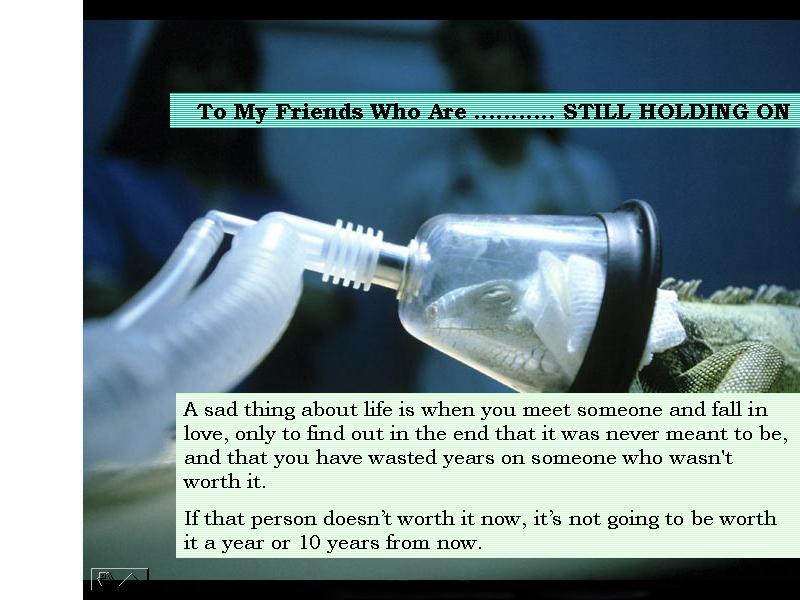 To My Friends Who Are ........... STILL HOLDING ON
A sad thing about life is when you meet someone and fall in
love, only to find out in the end that it was never meant to be,
and that you have wasted years on someone who wasn't
worth it.
If that person doesn't worth it now, it's not going to be worth
it a year or 10 years from now.